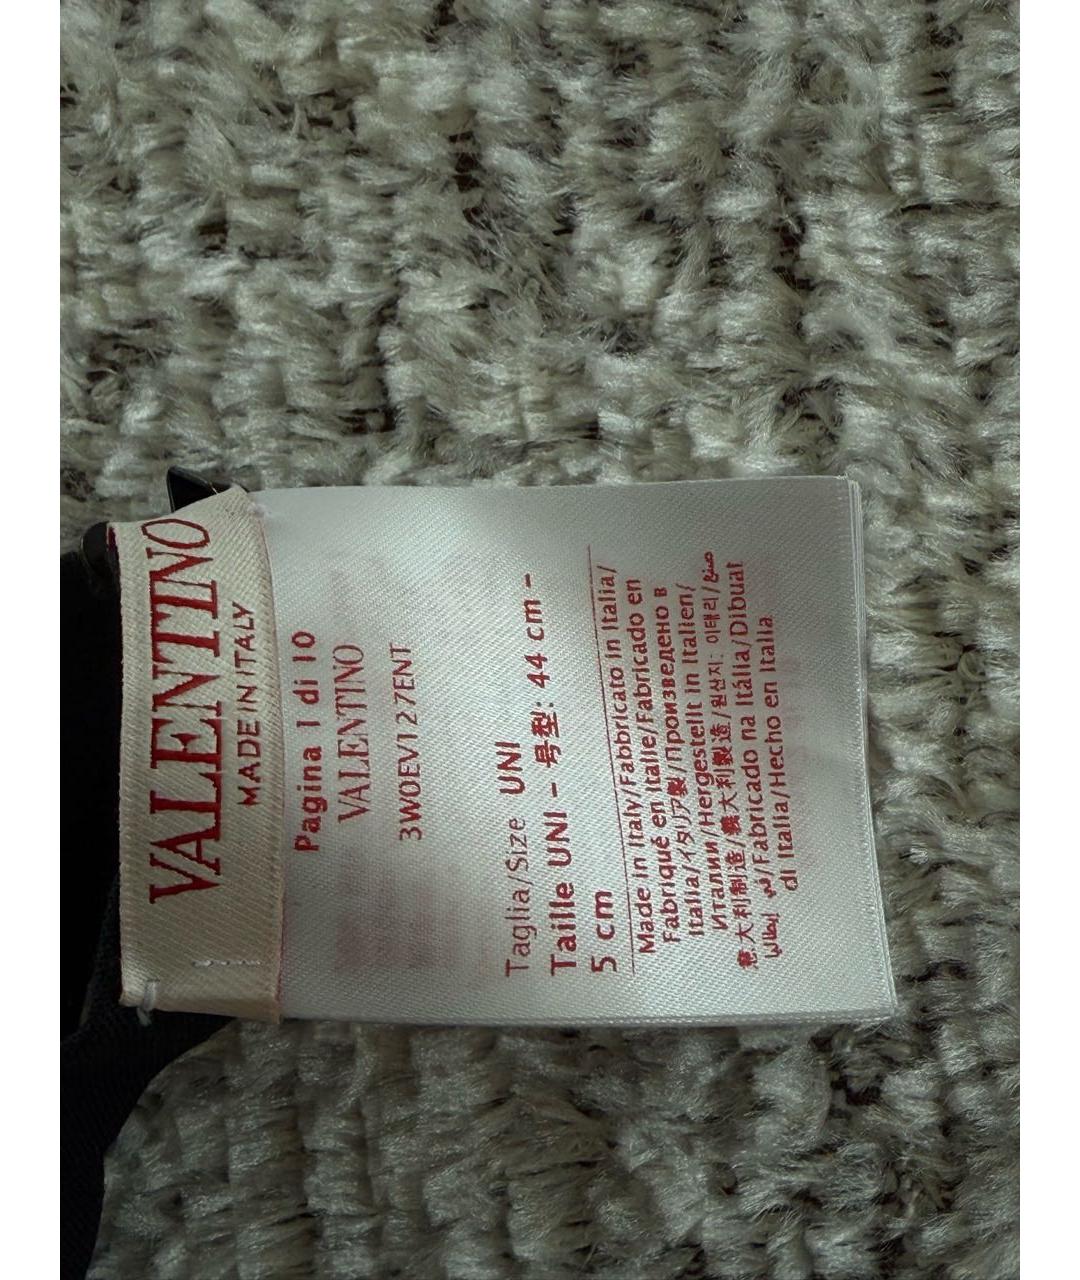 VALENTINO
MADE IN ITALY
Pagina 1 di 10
VALENTINO
3W0EV127ENT
Taglia/Size UNI
Taille UNI - 号型: 44 cm -
5 cm
Made in Italy/Fabbricato in Italia/
Fabriqué en Italie/Fabricado en
Italia/イタリア製/Произведено в
Италии/Hergestellt in Italien/
意大利制造/義大利製造/원산지: 이태리/صنع
في إيطاليا/Fabricado na Itália/Dibuat
di Italia/Hecho en Italia